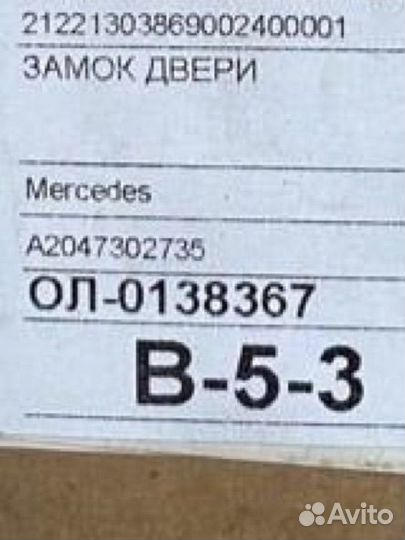 21221303869002400001
ЗАМОК ДВЕРИ
Mercedes
A2047302735
ОЛ-0138367
B-5-3
Avito